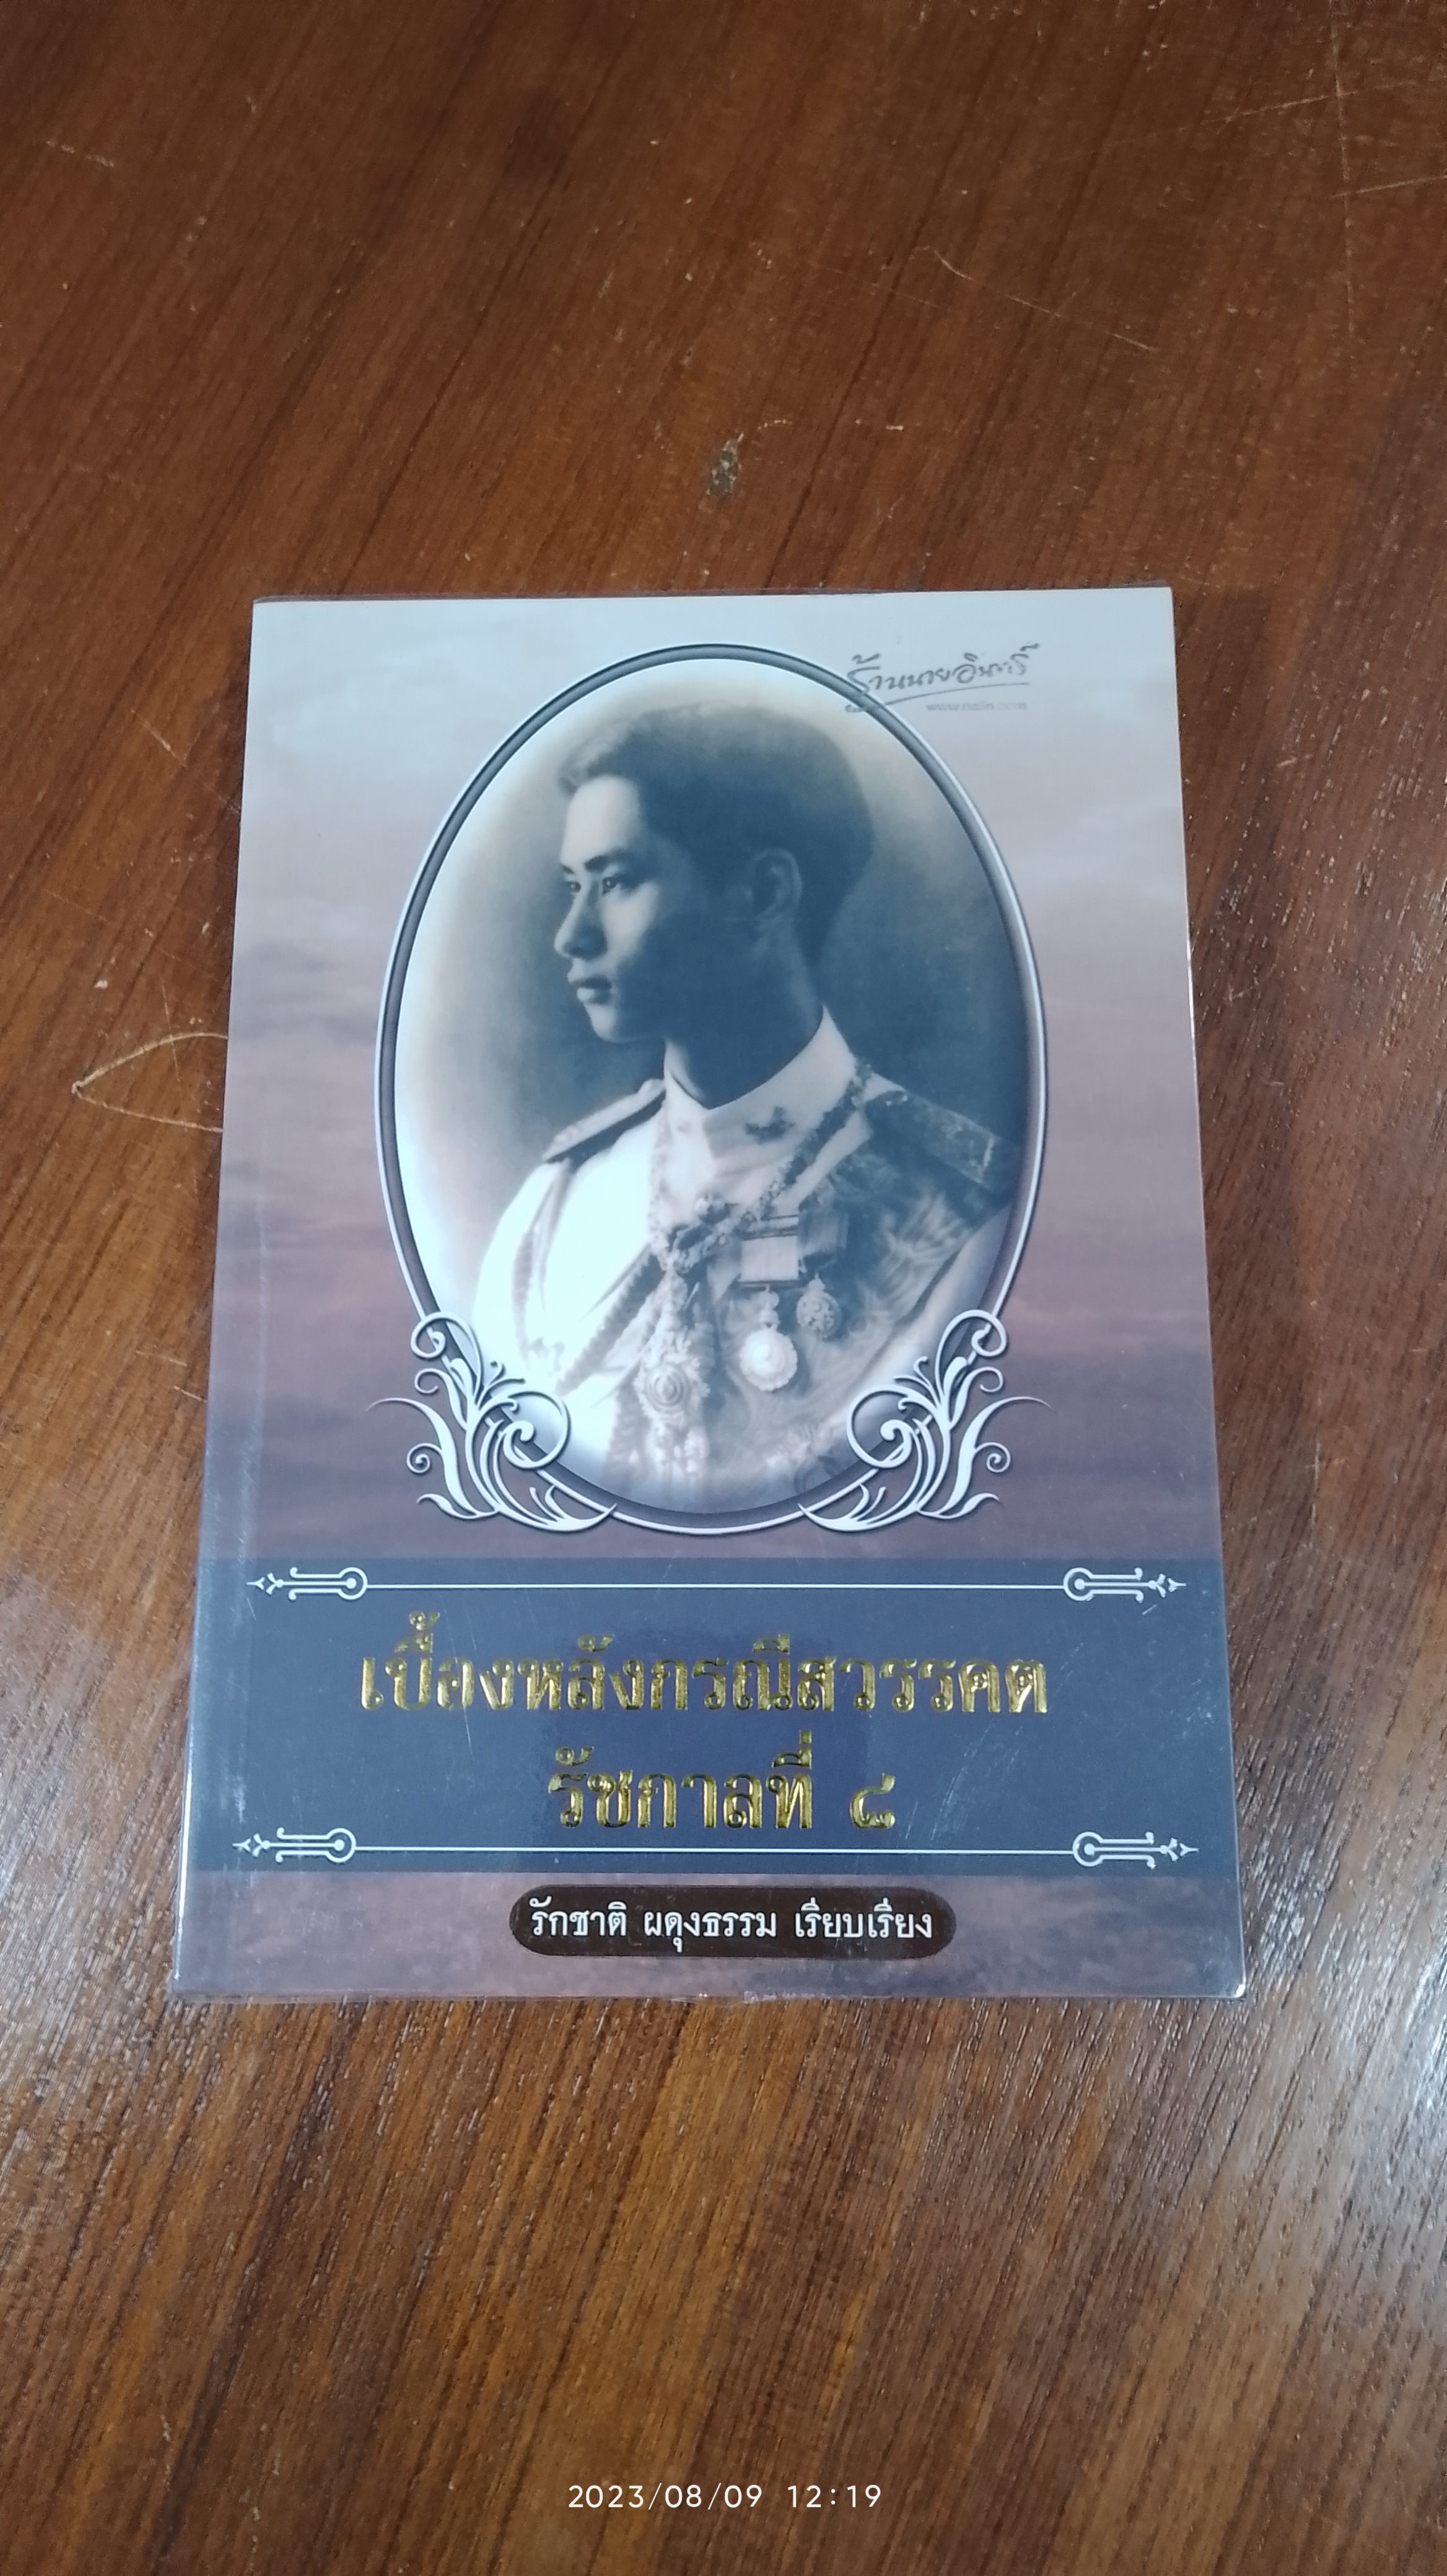 ร้านนายอินทร์
www.naiin.com
เบื้องหลังกรณีสวรรคต
รัชกาลที่ ๘
รักชาติ ผดุงธรรม เรียบเรียง
2023/08/09 12:19